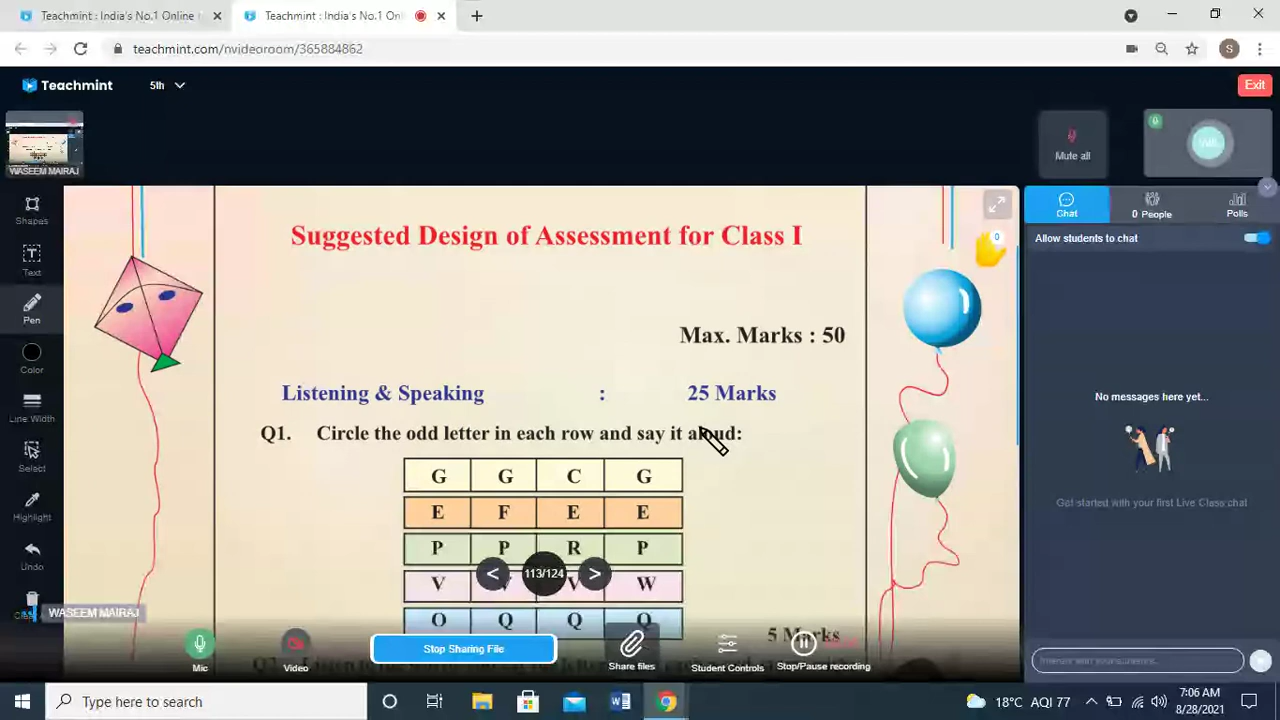 Teachmint : India's No.1 Online
Teachmint : India's No.1 Onl
S
teachmint.com/nvideoroom/365884862
Teachmint
5th
Exit
WASEEM MAIRAJ
Mute all
Shapes
Text
Pen
Color
Line Width
Select
Highlight
Undo
WASEEM MAIRAJ
Suggested Design of Assessment for Class I
0
Max. Marks : 50
Listening & Speaking : 25 Marks
Q1. Circle the odd letter in each row and say it aloud:
G G C G
E F E E
P P R P
V V V W
O Q Q Q
113/124
5 Marks
Chat
0 People
Polls
Allow students to chat
No messages here yet...
Get started with your first Live Class chat
Mic
Video
Stop Sharing File
Share files
Student Controls
Stop/Pause recording
Type here to search
18°C AQI 77
7:06 AM
8/28/2021